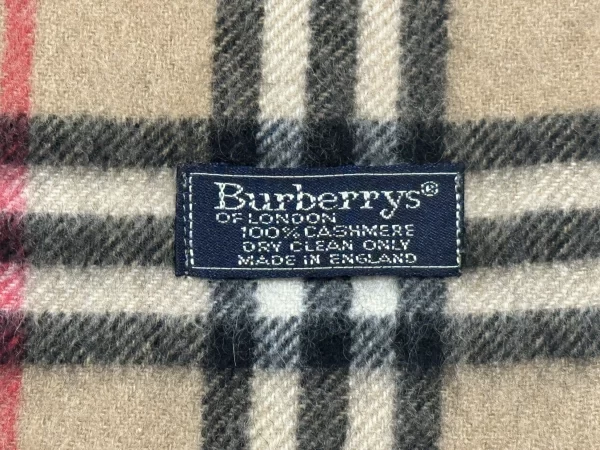 Burberrys®
OF LONDON
100% CASHMERE
DRY CLEAN ONLY
MADE IN ENGLAND